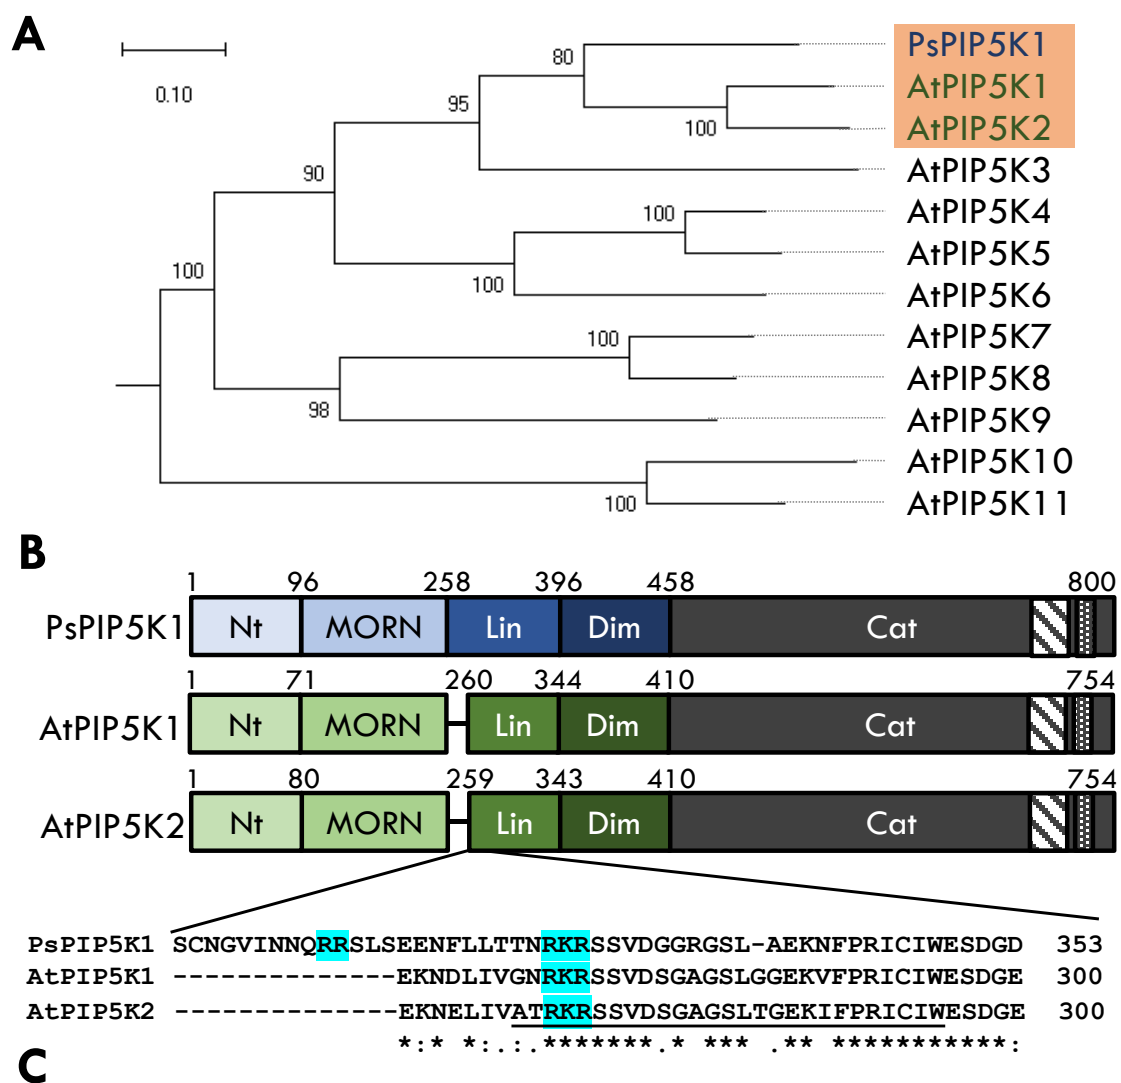 A
0.10
80
PsPIP5K1
AtPIP5K1
95
100
AtPIP5K2
90
AtPIP5K3
100
AtPIP5K4
AtPIP5K5
100
100
AtPIP5K6
100
AtPIP5K7
AtPIP5K8
98
AtPIP5K9
AtPIP5K10
100
AtPIP5K11
B
1 96 258 396 458 800
PsPIP5K1 Nt MORN Lin Dim Cat
1 71 260 344 410 754
AtPIP5K1 Nt MORN Lin Dim Cat
1 80 259 343 410 754
AtPIP5K2 Nt MORN Lin Dim Cat
PsPIP5K1 SCNGVINNQRRSLSEENFLLTTNRKRSSVDGGRGSL-AEKNFPRICIWESDGD 353
AtPIP5K1 --------------EKNDLIVGNRKRSSVDSGAGSLGGEKVFPRICIWESDGE 300
AtPIP5K2 --------------EKNELIVATRKRSSVDSGAGSLTGEKIFPRICIWESDGE 300
*:* *:.:.*******.* *** .** ***********:
C